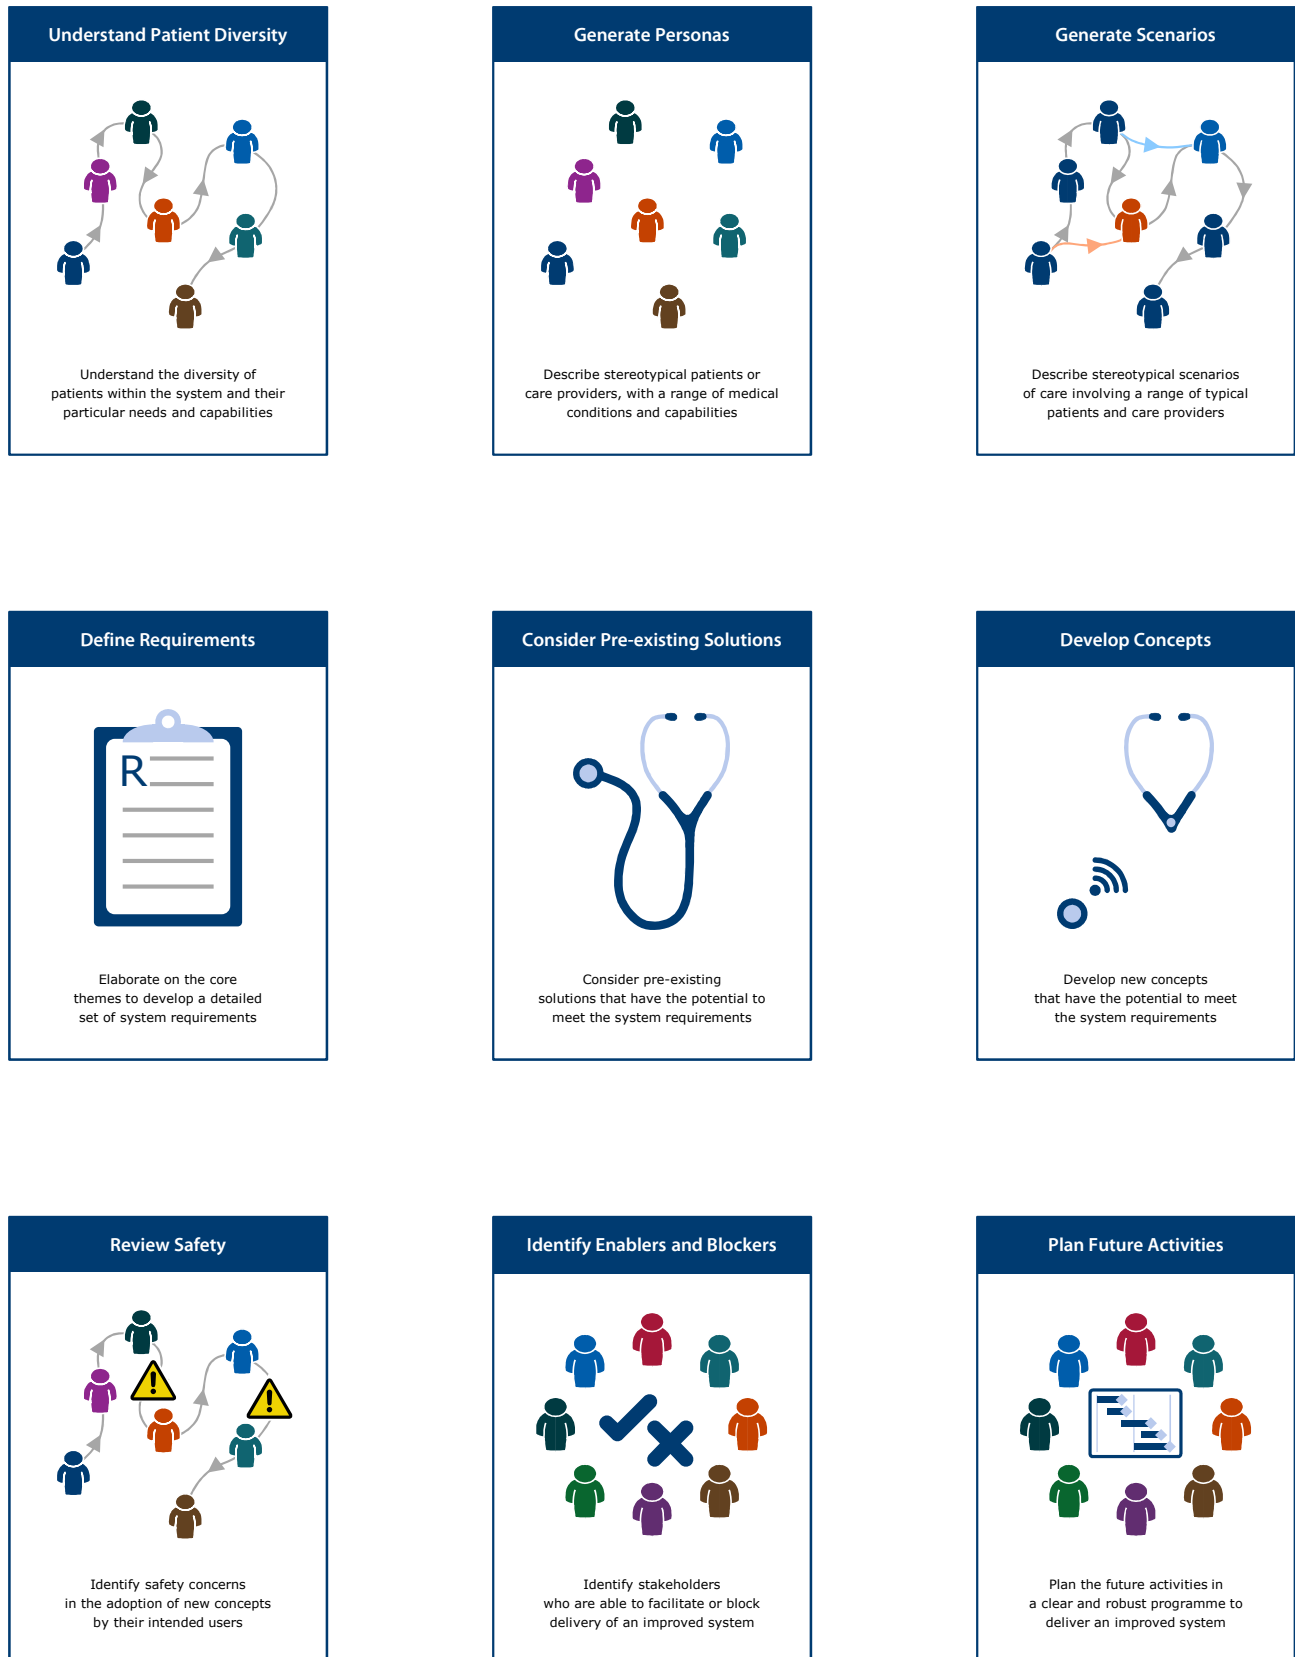 Understand Patient Diversity
Understand the diversity of
patients within the system and their
particular needs and capabilities
Generate Personas
Describe stereotypical patients or
care providers, with a range of medical
conditions and capabilities
Generate Scenarios
Describe stereotypical scenarios
of care involving a range of typical
patients and care providers
Define Requirements
R
Elaborate on the core
themes to develop a detailed
set of system requirements
Consider Pre-existing Solutions
Consider pre-existing
solutions that have the potential to
meet the system requirements
Develop Concepts
Develop new concepts
that have the potential to meet
the system requirements
Review Safety
Identify safety concerns
in the adoption of new concepts
by their intended users
Identify Enablers and Blockers
Identify stakeholders
who are able to facilitate or block
delivery of an improved system
Plan Future Activities
Plan the future activities in
a clear and robust programme to
deliver an improved system